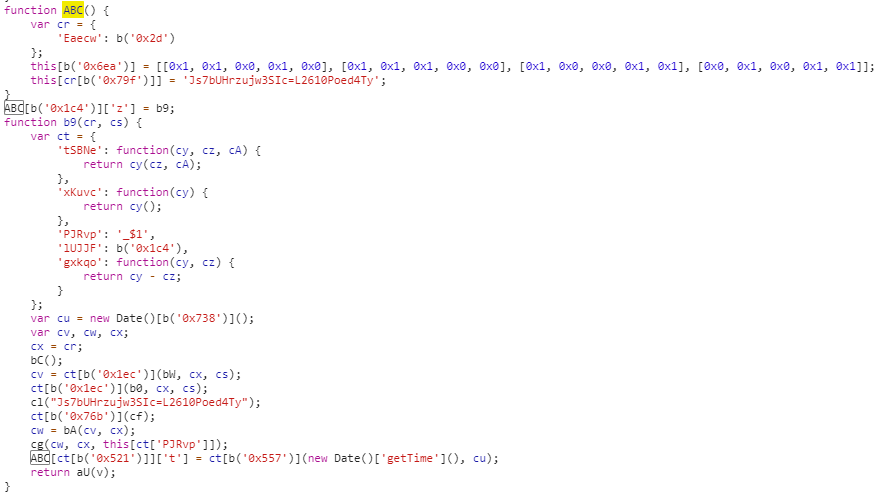 function ABC() {
    var cr = {
        'Eaecw': b('0x2d')
    };
    this[b('0x6ea')] = [[0x1, 0x1, 0x0, 0x1, 0x0], [0x1, 0x1, 0x1, 0x0, 0x0], [0x1, 0x0, 0x0, 0x1, 0x1], [0x0, 0x1, 0x0, 0x1, 0x1]];
    this[cr[b('0x79f')]] = 'Js7bUHrzujw3SIc=L2610Poed4Ty';
}
ABC[b('0x1c4')]['z'] = b9;
function b9(cr, cs) {
    var ct = {
        'tSBNe': function(cy, cz, cA) {
            return cy(cz, cA);
        },
        'xKuvc': function(cy) {
            return cy();
        },
        'PJRvp': '_$1',
        'lUJJF': b('0x1c4'),
        'gxkqo': function(cy, cz) {
            return cy - cz;
        }
    };
    var cu = new Date()[b('0x738')]();
    var cv, cw, cx;
    cx = cr;
    bC();
    cv = ct[b('0x1ec')](bW, cx, cs);
    ct[b('0x1ec')](b0, cx, cs);
    cl("Js7bUHrzujw3SIc=L2610Poed4Ty");
    ct[b('0x76b')](cf);
    cw = bA(cv, cx);
    cg(cw, cx, this[ct['PJRvp']]);
    ABC[ct[b('0x521')]]['t'] = ct[b('0x557')](new Date()['getTime'](), cu);
    return aU(v);
}